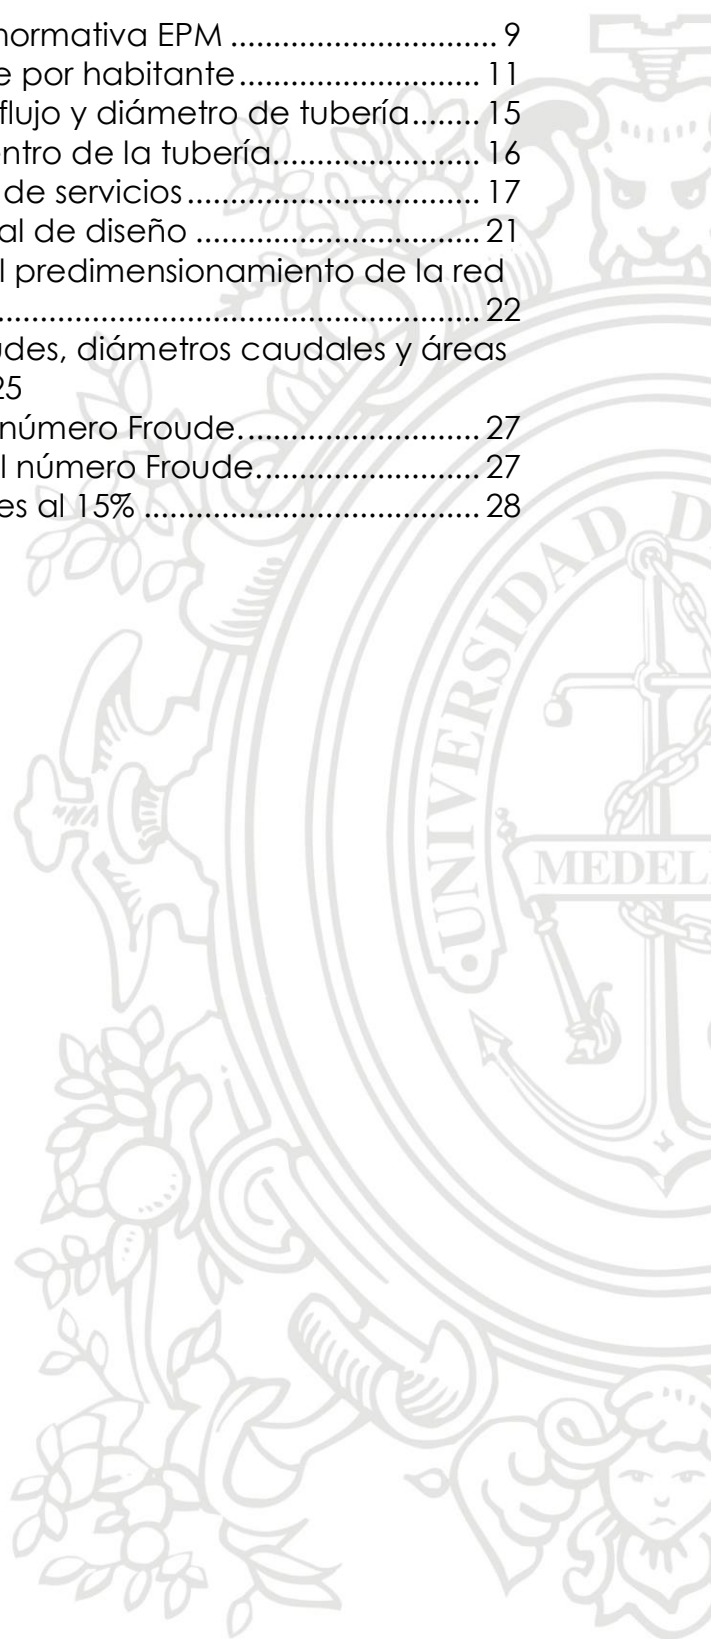 normativa EPM ............................. 9
e por habitante .......................... 11
flujo y diámetro de tubería ....... 15
entro de la tubería. ..................... 16
de servicios ................................ 17
al de diseño ............................... 21
l predimensionamiento de la red
.................................................... 22
udes, diámetros caudales y áreas
25
número Froude. ......................... 27
l número Froude. ....................... 27
es al 15% ..................................... 28
UNIVERSIDAD D
MEDEL